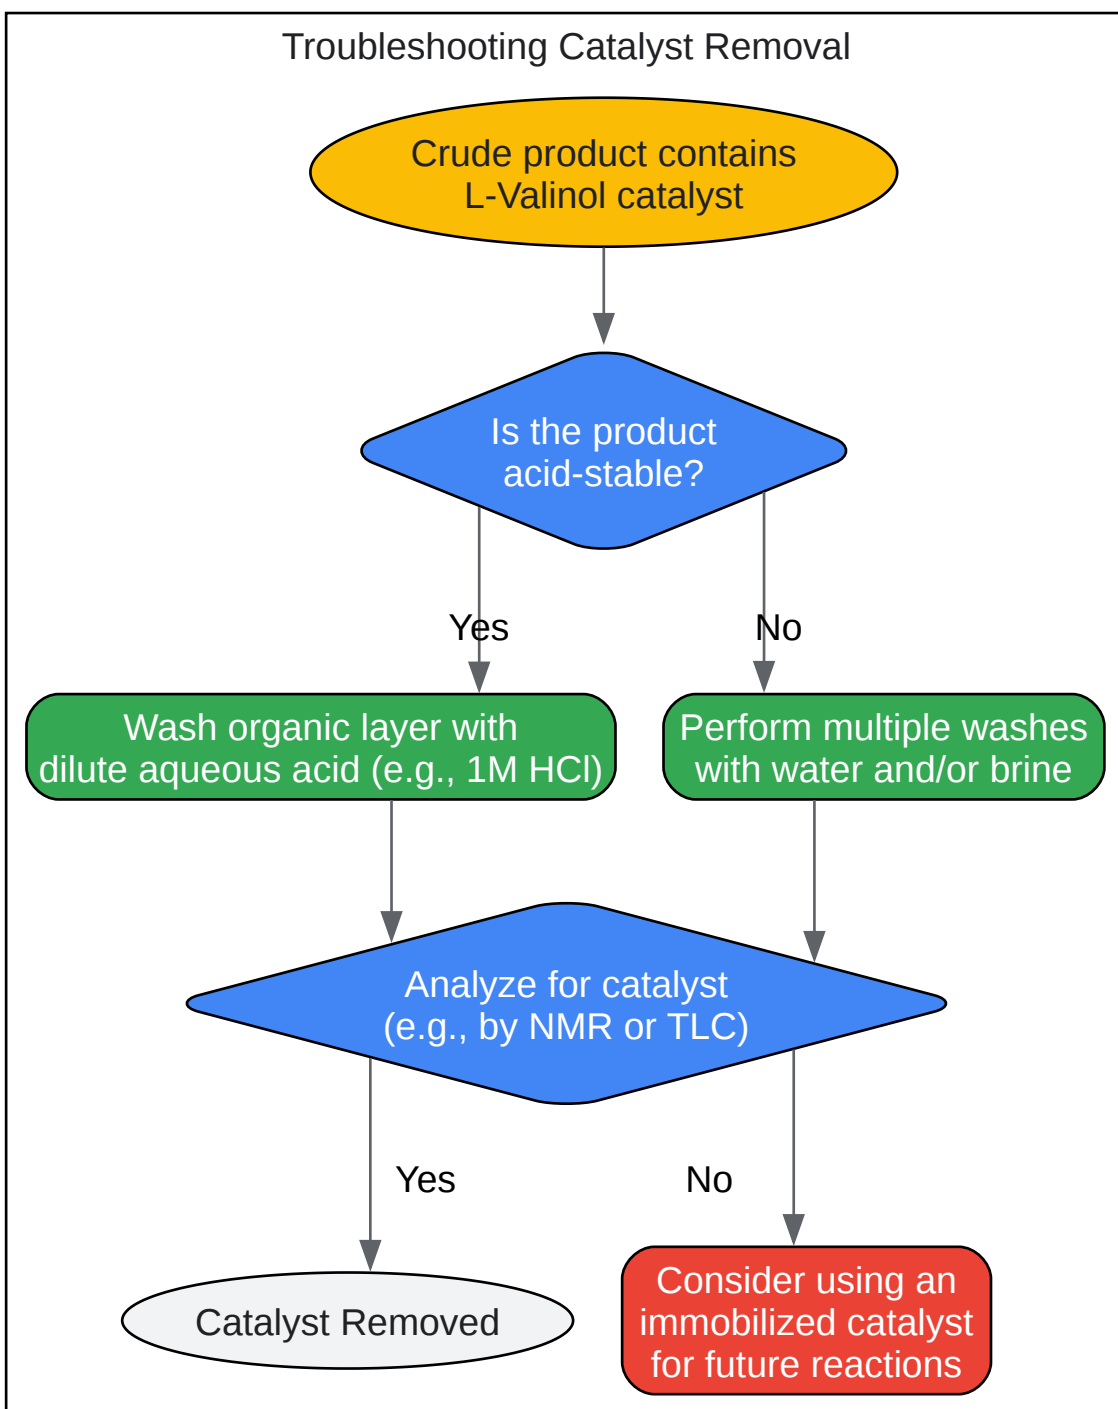 Troubleshooting Catalyst Removal
Crude product contains
L-Valinol catalyst
Is the product
acid-stable?
Yes
No
Wash organic layer with
dilute aqueous acid (e.g., 1M HCl)
Perform multiple washes
with water and/or brine
Analyze for catalyst
(e.g., by NMR or TLC)
Yes
No
Catalyst Removed
Consider using an
immobilized catalyst
for future reactions